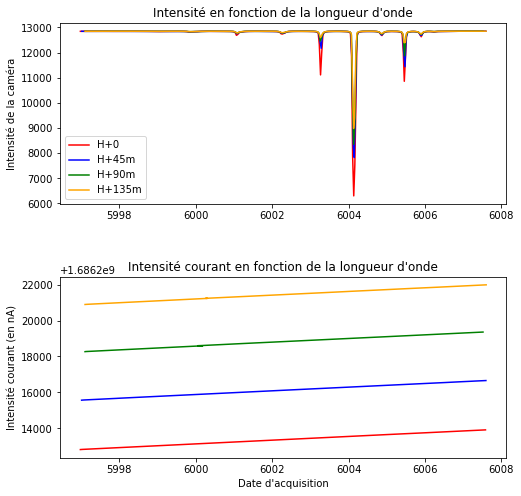 Intensité en fonction de la longueur d'onde
Intensité de la caméra
13000
12000
11000
10000
9000
8000
7000
6000
H+0
H+45m
H+90m
H+135m
5998 6000 6002 6004 6006 6008
+1.6862e9
Intensité courant en fonction de la longueur d'onde
Intensité courant (en nA)
22000
20000
18000
16000
14000
5998 6000 6002 6004 6006 6008
Date d'acquisition